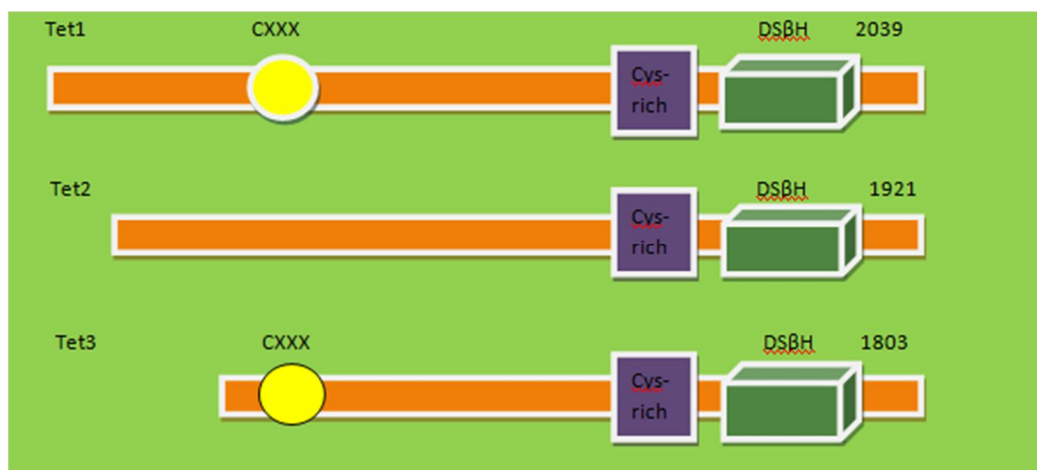 Tet1 CXXX DSβH 2039
Cys-
rich
Tet2 DSβH 1921
Cys-
rich
Tet3 CXXX DSβH 1803
Cys-
rich